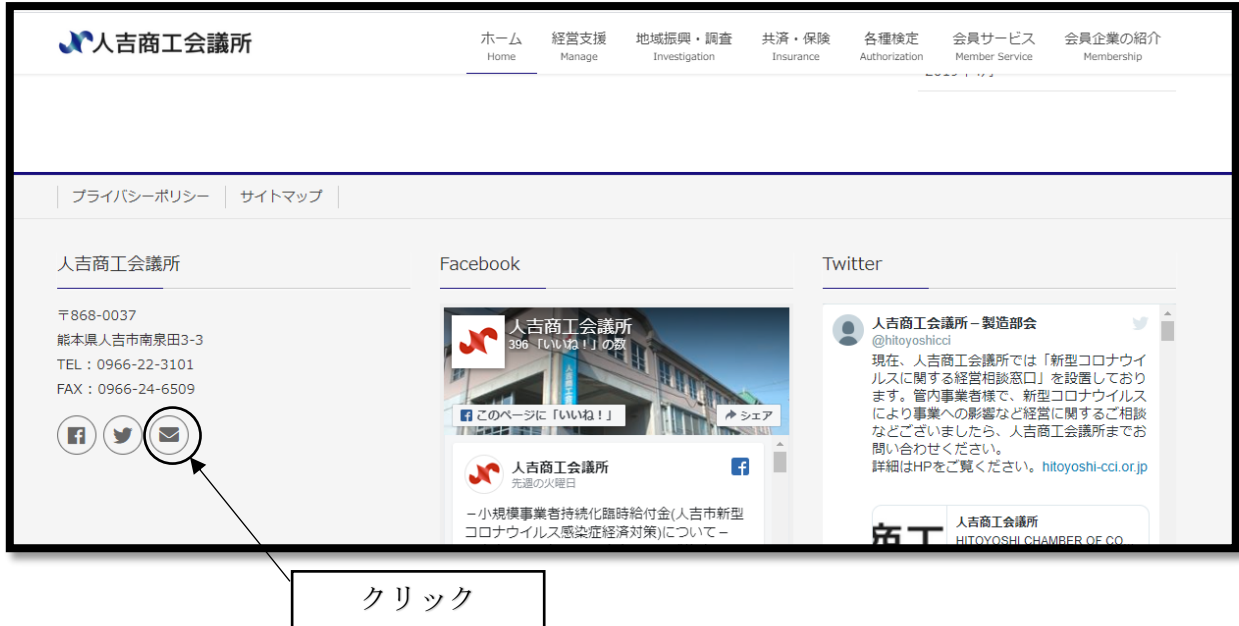 人吉商工会議所
ホーム 経営支援 地域振興・調査 共済・保険 各種検定 会員サービス 会員企業の紹介
Home Manage Investigation Insurance Authorization Member Service Membership
プライバシーポリシー サイトマップ
人吉商工会議所
〒868-0037
熊本県人吉市南泉田3-3
TEL：0966-22-3101
FAX：0966-24-6509
Facebook
人吉商工会議所
396「いいね！」の数
このページに「いいね！」 シェア
人吉商工会議所
先週の火曜日
－小規模事業者持続化臨時給付金(人吉市新型
コロナウイルス感染症経済対策)について－
Twitter
人吉商工会議所－製造部会
@hitoyoshicci
現在、人吉商工会議所では「新型コロナウイ
ルスに関する経営相談窓口」を設置しており
ます。管内事業者様で、新型コロナウイルス
により事業への影響など経営に関するご相談
などございましたら、人吉商工会議所までお
問い合わせください。
詳細はHPをご覧ください。hitoyoshi-cci.or.jp
人吉商工会議所
HITOYOSHI CHAMBER OF CO
クリック